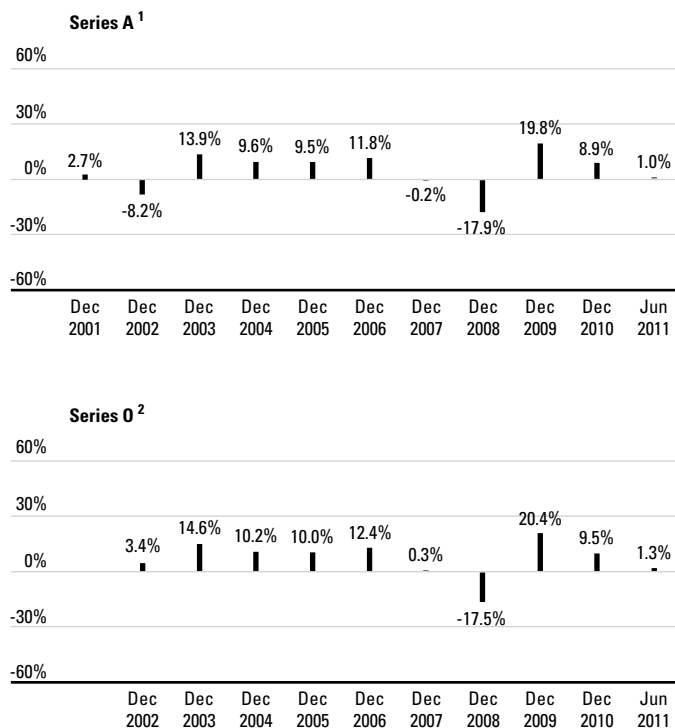 Series A 1
60%
30%
13.9% 9.6% 9.5% 11.8% 19.8% 8.9%
2.7% 1.0%
0%
-0.2%
-8.2%
-17.9%
-30%
-60%
Dec Dec Dec Dec Dec Dec Dec Dec Dec Dec Jun
2001 2002 2003 2004 2005 2006 2007 2008 2009 2010 2011
Series O 2
60%
30%
14.6% 10.2% 10.0% 12.4% 20.4% 9.5%
3.4% 0.3% 1.3%
0%
-17.5%
-30%
-60%
Dec Dec Dec Dec Dec Dec Dec Dec Dec Jun
2002 2003 2004 2005 2006 2007 2008 2009 2010 2011